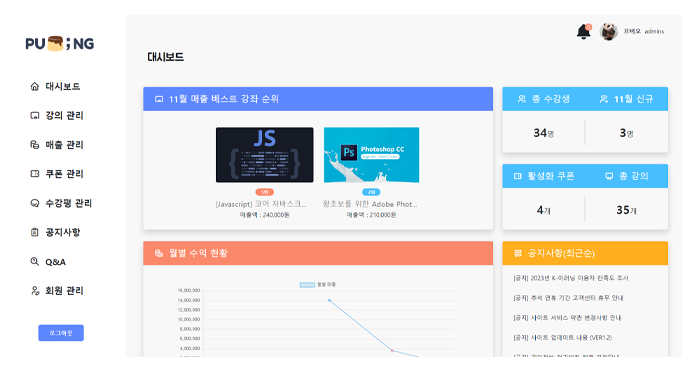 PU;NG
대시보드
강의 관리
매출 관리
쿠폰 관리
수강평 관리
공지사항
Q&A
회원 관리
로그아웃
푸바오 admins
대시보드
11월 매출 베스트 강좌 순위
JS
1위
[Javascript] 코어 자바스크...
매출액 : 240,000원
Ps Photoshop CC
2위
왕초보를 위한 Adobe Phot...
매출액 : 210,000원
총 수강생
11월 신규
34명
3명
활성화 쿠폰
총 강의
4개
35개
월별 수익 현황
월별 매출
16,000,000
14,000,000
12,000,000
10,000,000
8,000,000
6,000,000
4,000,000
공지사항(최근순)
[공지] 2023년 K-이러닝 이용자 만족도 조사
[공지] 추석 연휴 기간 고객센터 휴무 안내
[공지] 사이트 서비스 약관 변경사항 안내
[공지] 사이트 업데이트 내용 (VER1.2)